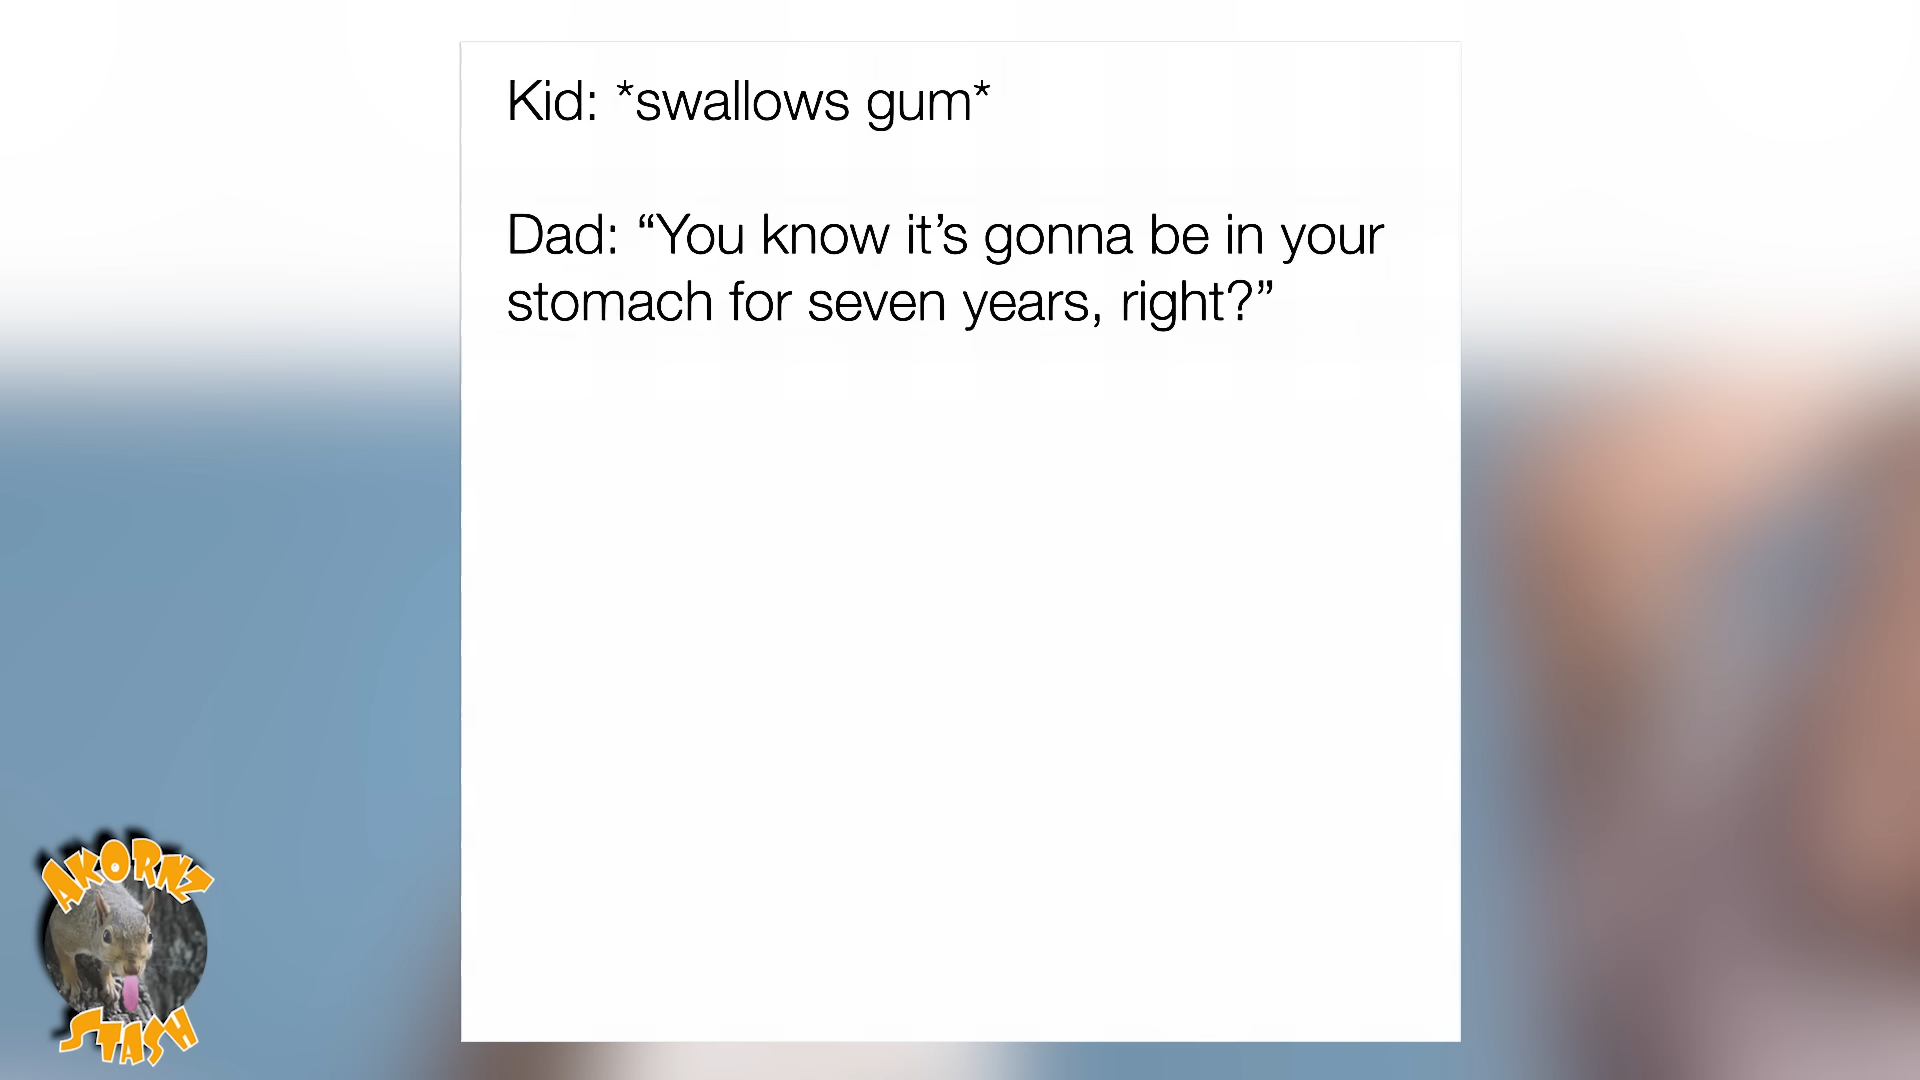 Kid: *swallows gum*
Dad: “You know it’s gonna be in your
stomach for seven years, right?”
AKORNZ
STASH